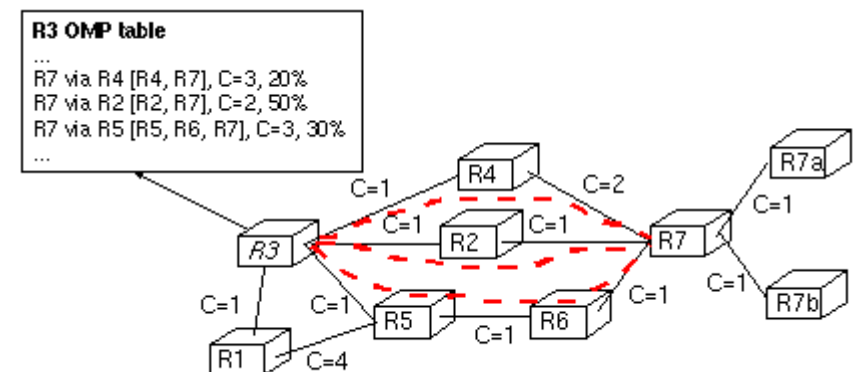 R3 OMP table
...
R7 via R4 [R4, R7], C=3, 20%
R7 via R2 [R2, R7], C=2, 50%
R7 via R5 [R5, R6, R7], C=3, 30%
...
R4
R7a
C=1
C=2
C=1
C=1
C=1
R3
R2
R7
C=1
C=1
C=1
C=1
R7b
R5
R6
C=1
R1
C=4